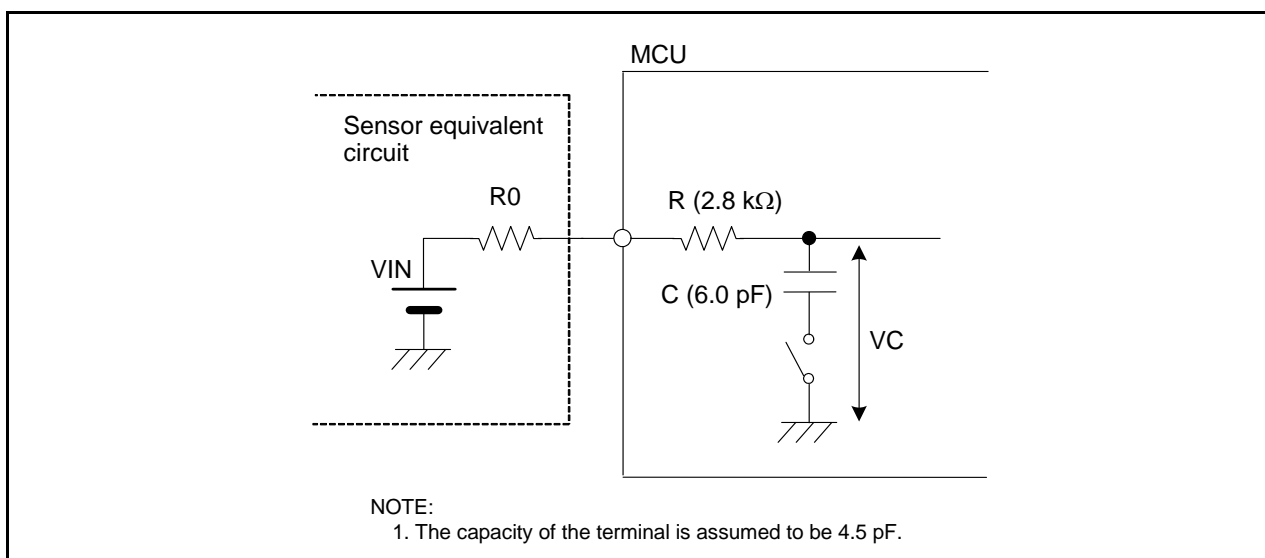 MCU
Sensor equivalent
circuit
R0
R (2.8 kΩ)
VIN
C (6.0 pF)
VC
NOTE:
1. The capacity of the terminal is assumed to be 4.5 pF.